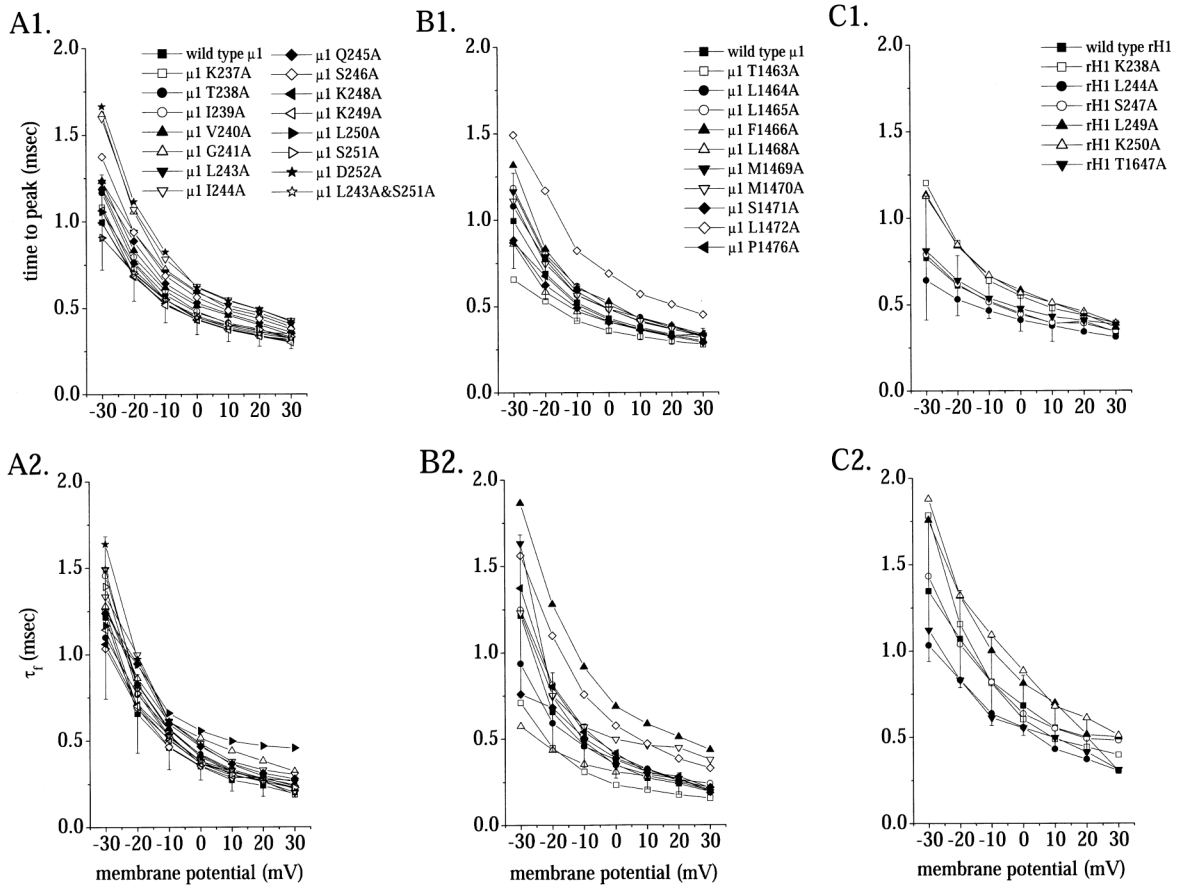 A1.
2.0
1.5
1.0
0.5
0.0
time to peak (msec)
-30 -20 -10 0 10 20 30
wild type μ1
μ1 K237A
μ1 T238A
μ1 I239A
μ1 V240A
μ1 G241A
μ1 L243A
μ1 I244A
μ1 Q245A
μ1 S246A
μ1 K248A
μ1 K249A
μ1 L250A
μ1 S251A
μ1 D252A
μ1 L243A&S251A
B1.
2.0
1.5
1.0
0.5
0.0
-30 -20 -10 0 10 20 30
wild type μ1
μ1 T1463A
μ1 L1464A
μ1 L1465A
μ1 F1466A
μ1 L1468A
μ1 M1469A
μ1 M1470A
μ1 S1471A
μ1 L1472A
μ1 P1476A
C1.
2.0
1.5
1.0
0.5
0.0
-30 -20 -10 0 10 20 30
wild type rH1
rH1 K238A
rH1 L244A
rH1 S247A
rH1 L249A
rH1 K250A
rH1 T1647A
A2.
2.0
1.5
1.0
0.5
0.0
τf (msec)
-30 -20 -10 0 10 20 30
membrane potential (mV)
B2.
2.0
1.5
1.0
0.5
0.0
-30 -20 -10 0 10 20 30
membrane potential (mV)
C2.
2.0
1.5
1.0
0.5
0.0
-30 -20 -10 0 10 20 30
membrane potential (mV)